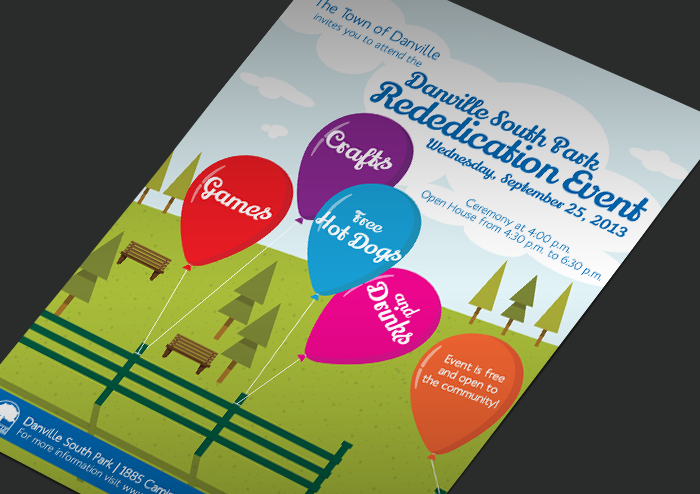 The Town of Danville
invites you to attend the
Danville South Park
Rededication Event
Wednesday, September 25, 2013
Ceremony at 4:00 p.m.
Open House from 4:30 p.m. to 6:30 p.m.
Crafts
Games
Free
Hot Dogs
and
Drinks
Event is free
and open to
the community!
Danville South Park | 1885
For more information visit